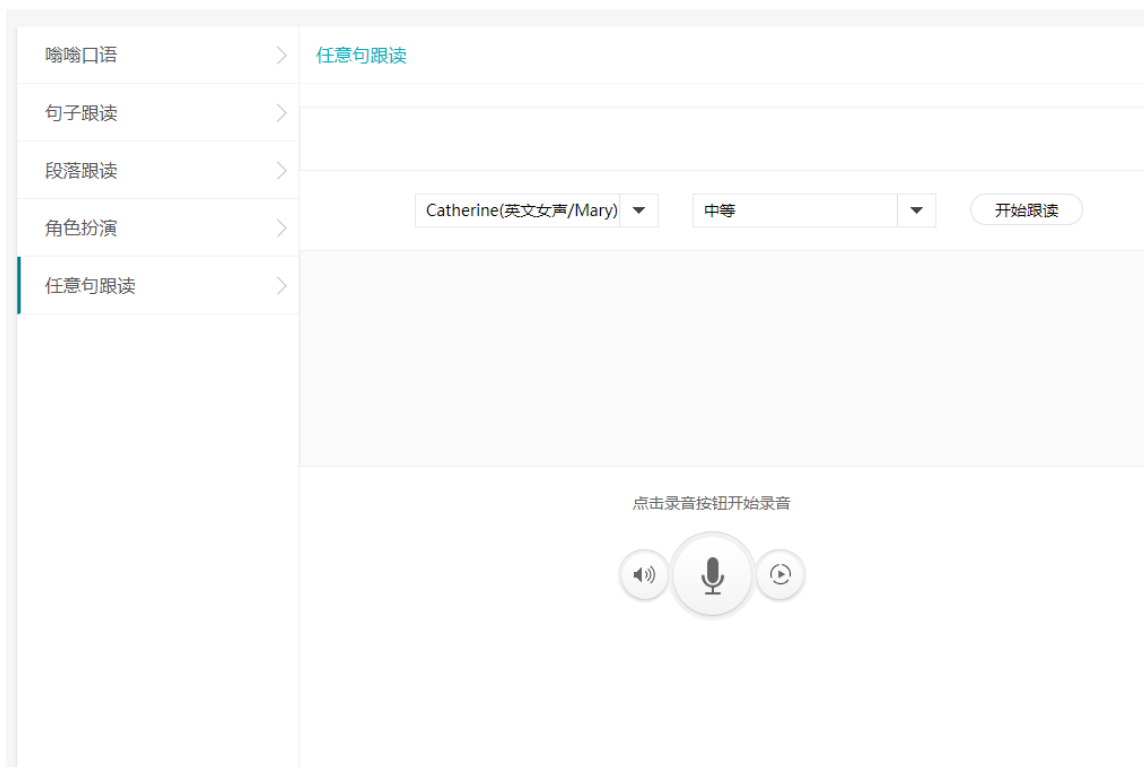 嗡嗡口语
句子跟读
段落跟读
角色扮演
任意句跟读
任意句跟读
Catherine(英文女声/Mary)
中等
开始跟读
点击录音按钮开始录音